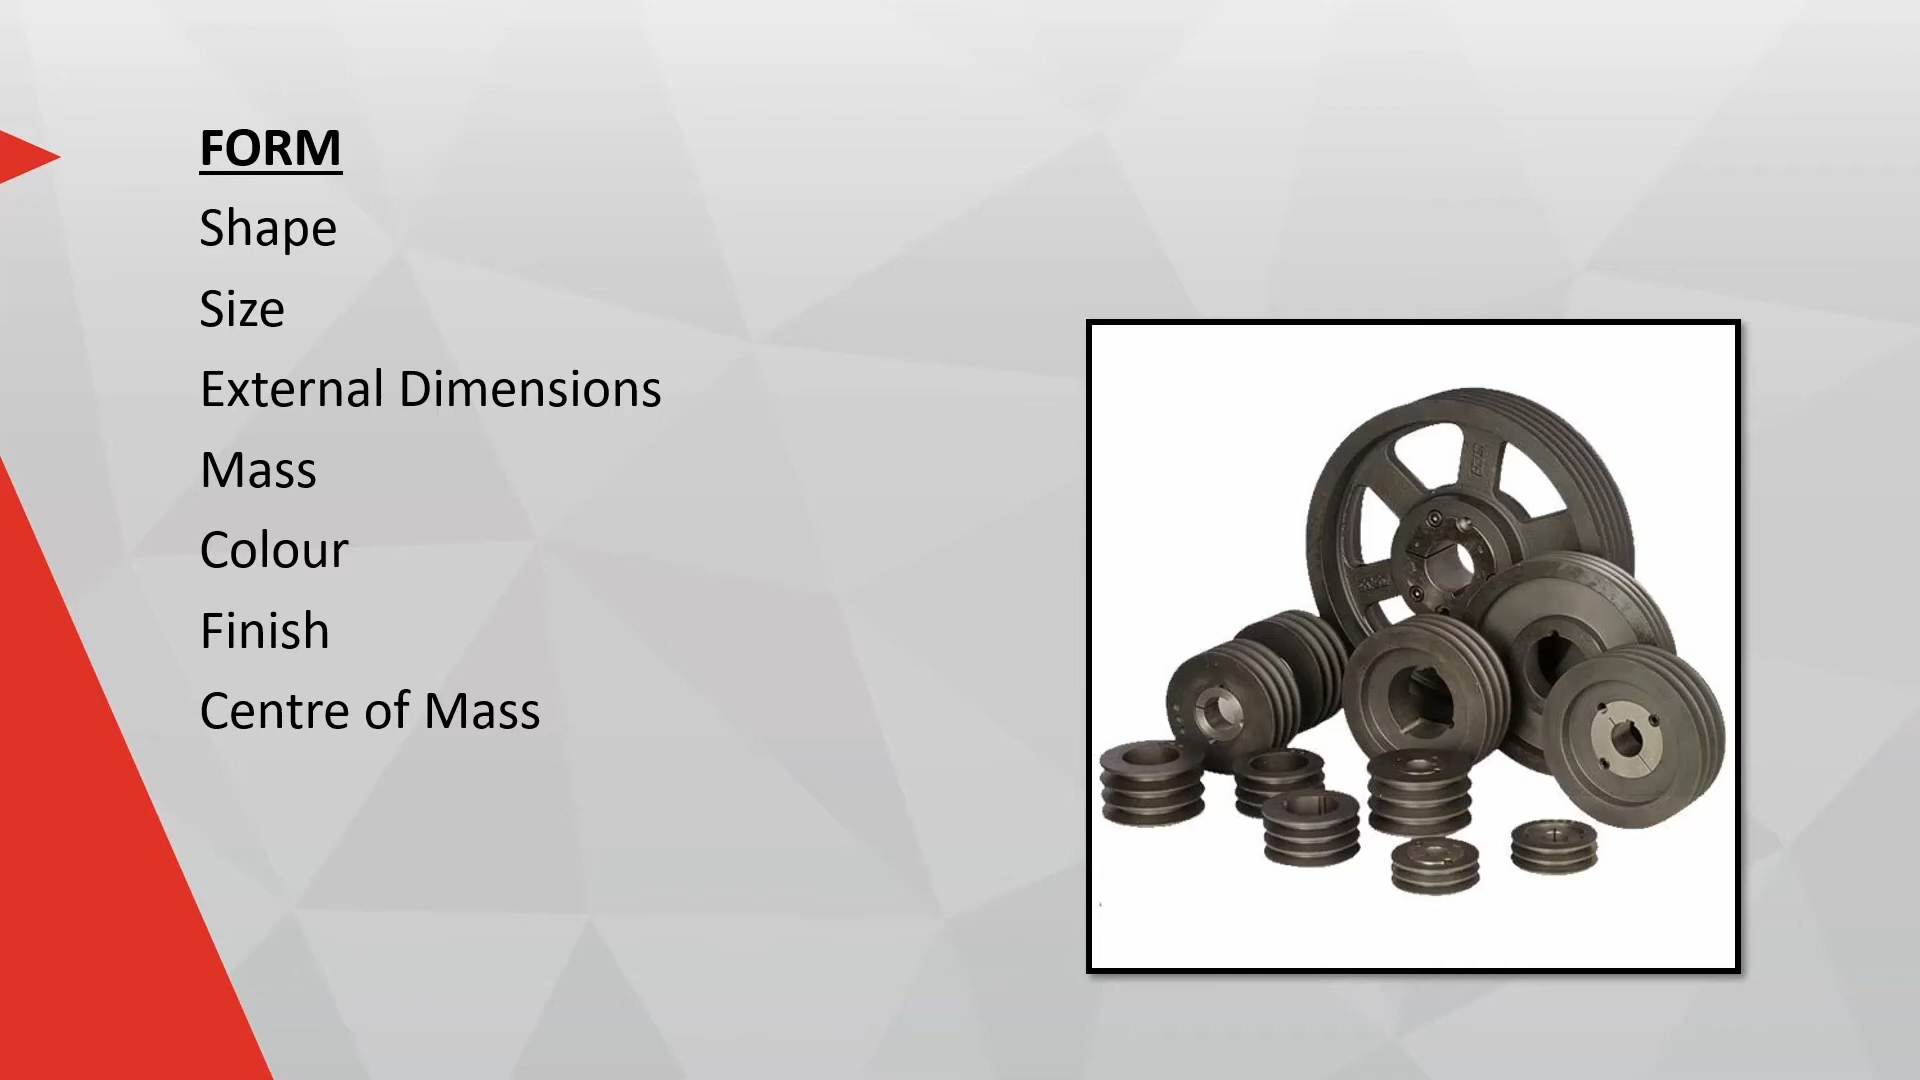 FORM
Shape
Size
External Dimensions
Mass
Colour
Finish
Centre of Mass